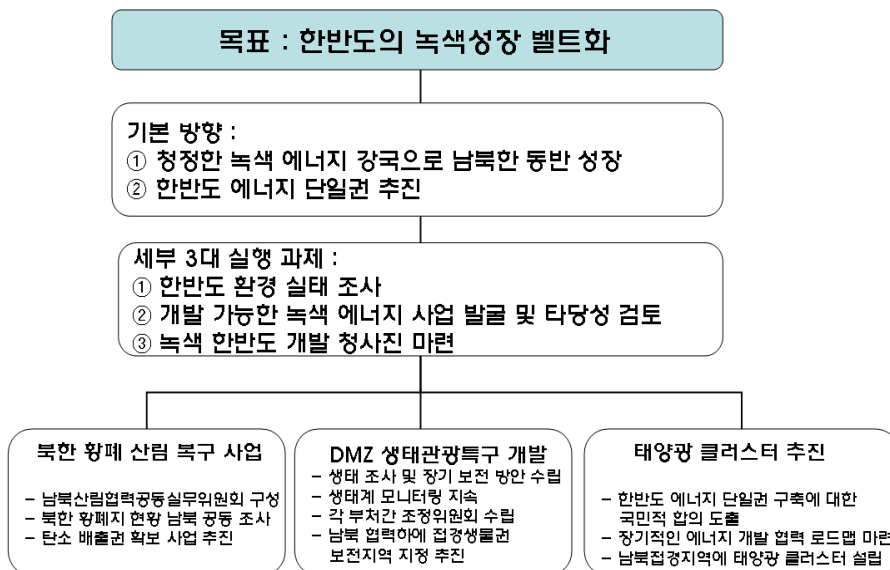 목표 : 한반도의 녹색성장 벨트화
기본 방향 :
① 청정한 녹색 에너지 강국으로 남북한 동반 성장
② 한반도 에너지 단일권 추진
세부 3대 실행 과제 :
① 한반도 환경 실태 조사
② 개발 가능한 녹색 에너지 사업 발굴 및 타당성 검토
③ 녹색 한반도 개발 청사진 마련
북한 황폐 산림 복구 사업
– 남북산림협력공동실무위원회 구성
– 북한 황폐지 현황 남북 공동 조사
– 탄소 배출권 확보 사업 추진
DMZ 생태관광특구 개발
– 생태 조사 및 장기 보전 방안 수립
– 생태계 모니터링 지속
– 각 부처간 조정위원회 수립
– 남북 협력하에 접경생물권
보전지역 지정 추진
태양광 클러스터 추진
– 한반도 에너지 단일권 구축에 대한
국민적 합의 도출
– 장기적인 에너지 개발 협력 로드맵 마련
– 남북접경지역에 태양광 클러스터 설립